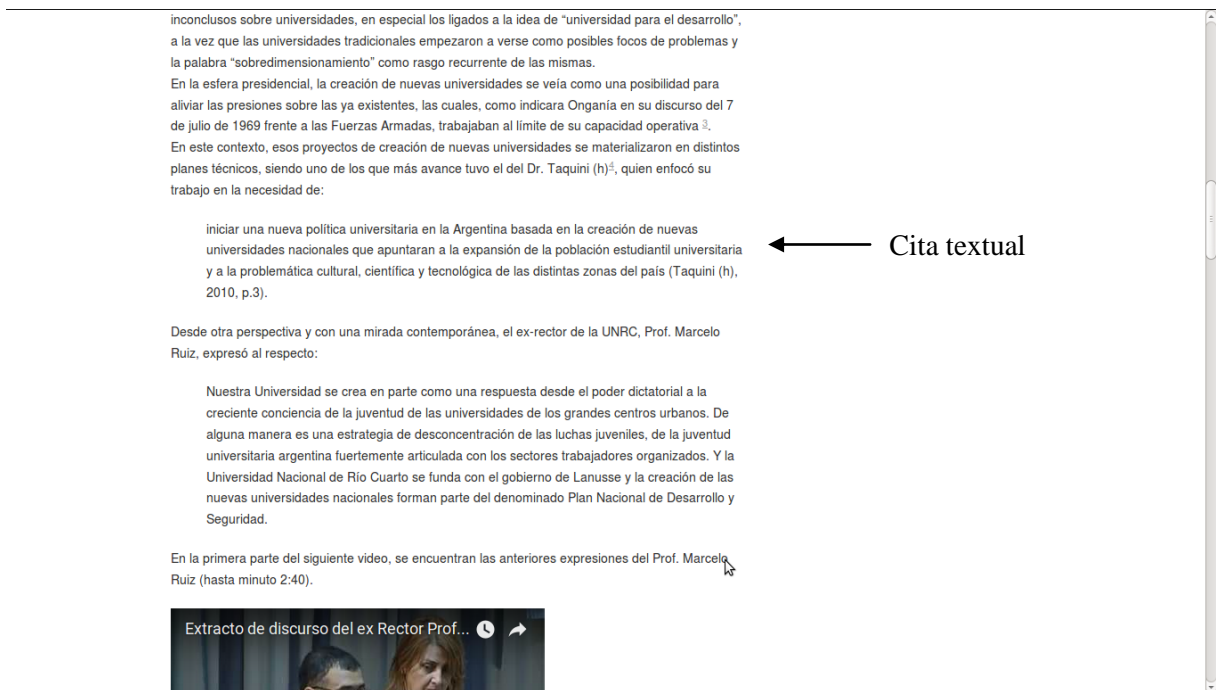 inconclusos sobre universidades, en especial los ligados a la idea de “universidad para el desarrollo”,
a la vez que las universidades tradicionales empezaron a verse como posibles focos de problemas y
la palabra “sobredimensionamiento” como rasgo recurrente de las mismas.
En la esfera presidencial, la creación de nuevas universidades se veía como una posibilidad para
aliviar las presiones sobre las ya existentes, las cuales, como indicara Onganía en su discurso del 7
de julio de 1969 frente a las Fuerzas Armadas, trabajaban al límite de su capacidad operativa 3.
En este contexto, esos proyectos de creación de nuevas universidades se materializaron en distintos
planes técnicos, siendo uno de los que más avance tuvo el del Dr. Taquini (h)4, quien enfocó su
trabajo en la necesidad de:
iniciar una nueva política universitaria en la Argentina basada en la creación de nuevas
universidades nacionales que apuntaran a la expansión de la población estudiantil universitaria
y a la problemática cultural, científica y tecnológica de las distintas zonas del país (Taquini (h),
2010, p.3).
Cita textual
Desde otra perspectiva y con una mirada contemporánea, el ex-rector de la UNRC, Prof. Marcelo
Ruiz, expresó al respecto:
Nuestra Universidad se crea en parte como una respuesta desde el poder dictatorial a la
creciente conciencia de la juventud de las universidades de los grandes centros urbanos. De
alguna manera es una estrategia de desconcentración de las luchas juveniles, de la juventud
universitaria argentina fuertemente articulada con los sectores trabajadores organizados. Y la
Universidad Nacional de Río Cuarto se funda con el gobierno de Lanusse y la creación de las
nuevas universidades nacionales forman parte del denominado Plan Nacional de Desarrollo y
Seguridad.
En la primera parte del siguiente video, se encuentran las anteriores expresiones del Prof. Marcelo
Ruiz (hasta minuto 2:40).
Extracto de discurso del ex Rector Prof...